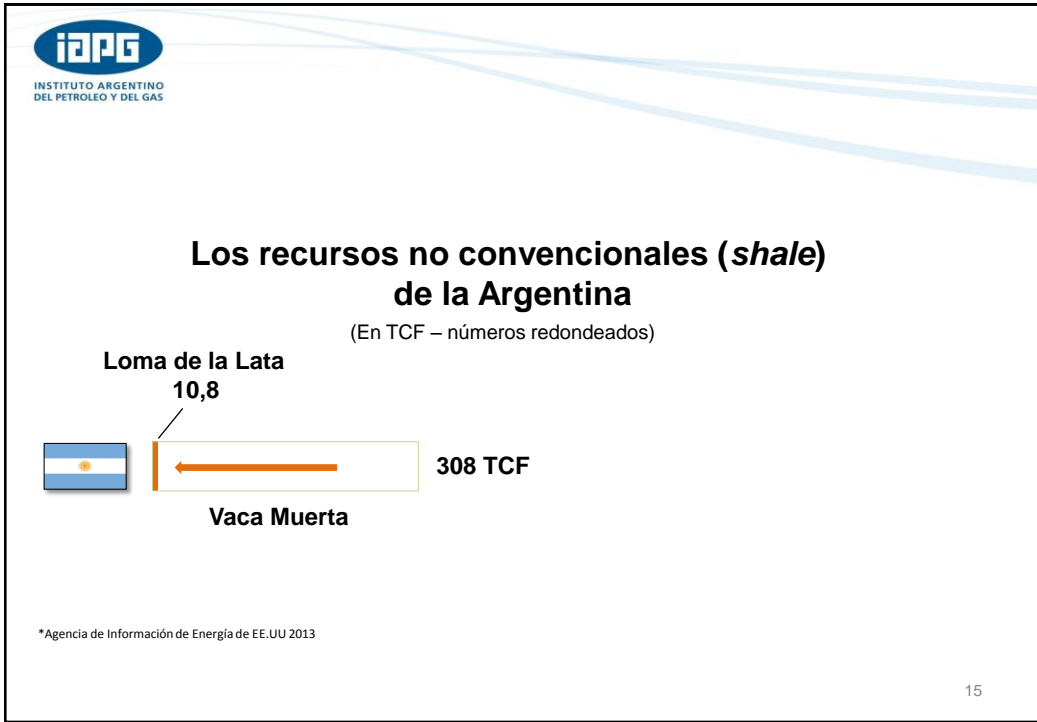 iapg
INSTITUTO ARGENTINO
DEL PETROLEO Y DEL GAS
Los recursos no convencionales (shale)
de la Argentina
(En TCF – números redondeados)
Loma de la Lata
10,8
308 TCF
Vaca Muerta
*Agencia de Información de Energía de EE.UU 2013
15